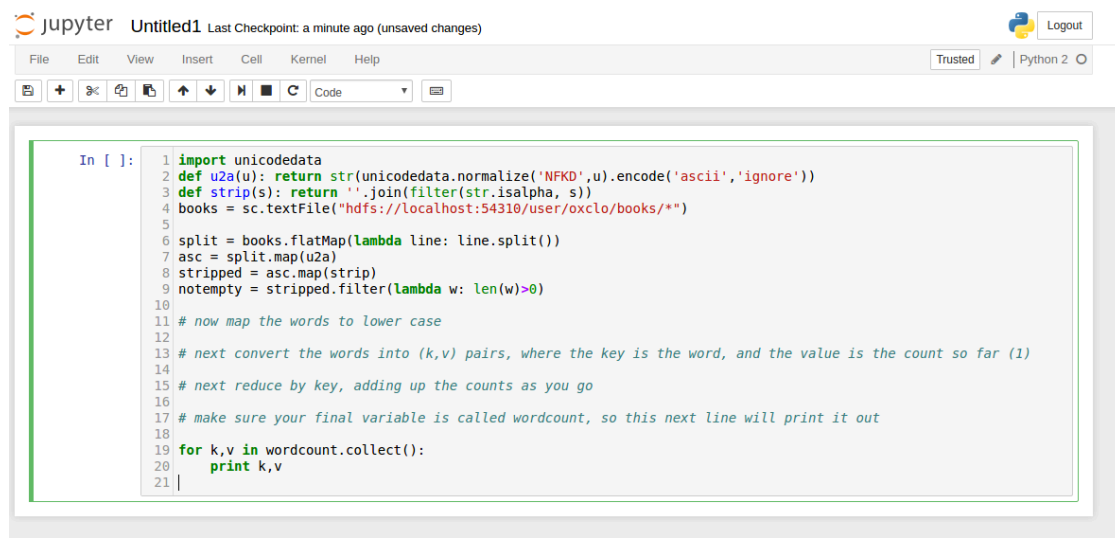 jupyter Untitled1 Last Checkpoint: a minute ago (unsaved changes) Logout
File Edit View Insert Cell Kernel Help Trusted Python 2
Code
In [ ]:
1 import unicodedata
2 def u2a(u): return str(unicodedata.normalize('NFKD',u).encode('ascii','ignore'))
3 def strip(s): return ''.join(filter(str.isalpha, s))
4 books = sc.textFile("hdfs://localhost:54310/user/oxclo/books/*")
5
6 split = books.flatMap(lambda line: line.split())
7 asc = split.map(u2a)
8 stripped = asc.map(strip)
9 notempty = stripped.filter(lambda w: len(w)>0)
10
11 # now map the words to lower case
12
13 # next convert the words into (k,v) pairs, where the key is the word, and the value is the count so far (1)
14
15 # next reduce by key, adding up the counts as you go
16
17 # make sure your final variable is called wordcount, so this next line will print it out
18
19 for k,v in wordcount.collect():
20     print k,v
21